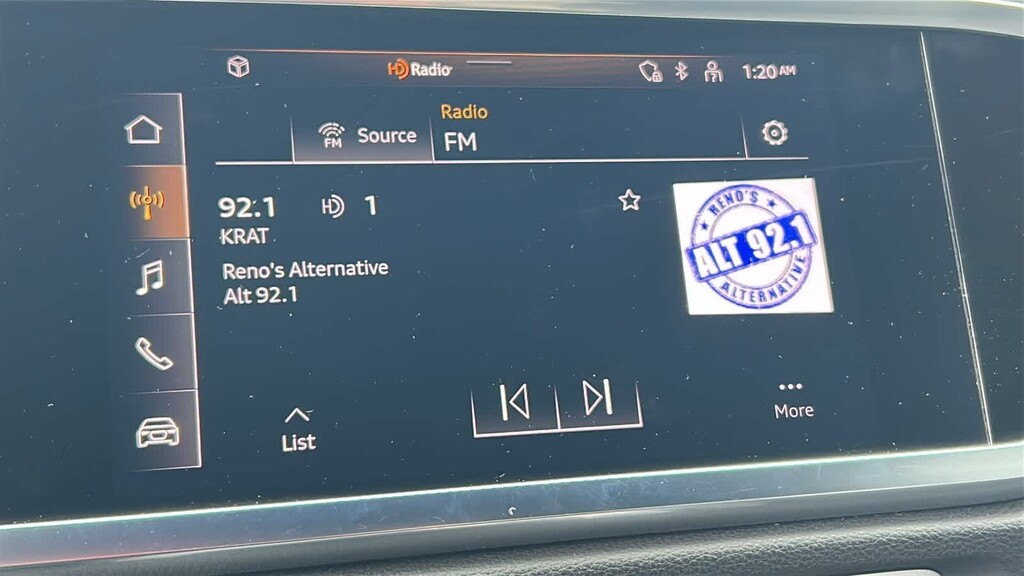 HD Radio
1:20 AM
Radio
FM
Source
FM
92.1 HD 1
KRAT
Reno's Alternative
Alt 92.1
RENO'S
ALT 92.1
ALTERNATIVE
List
More